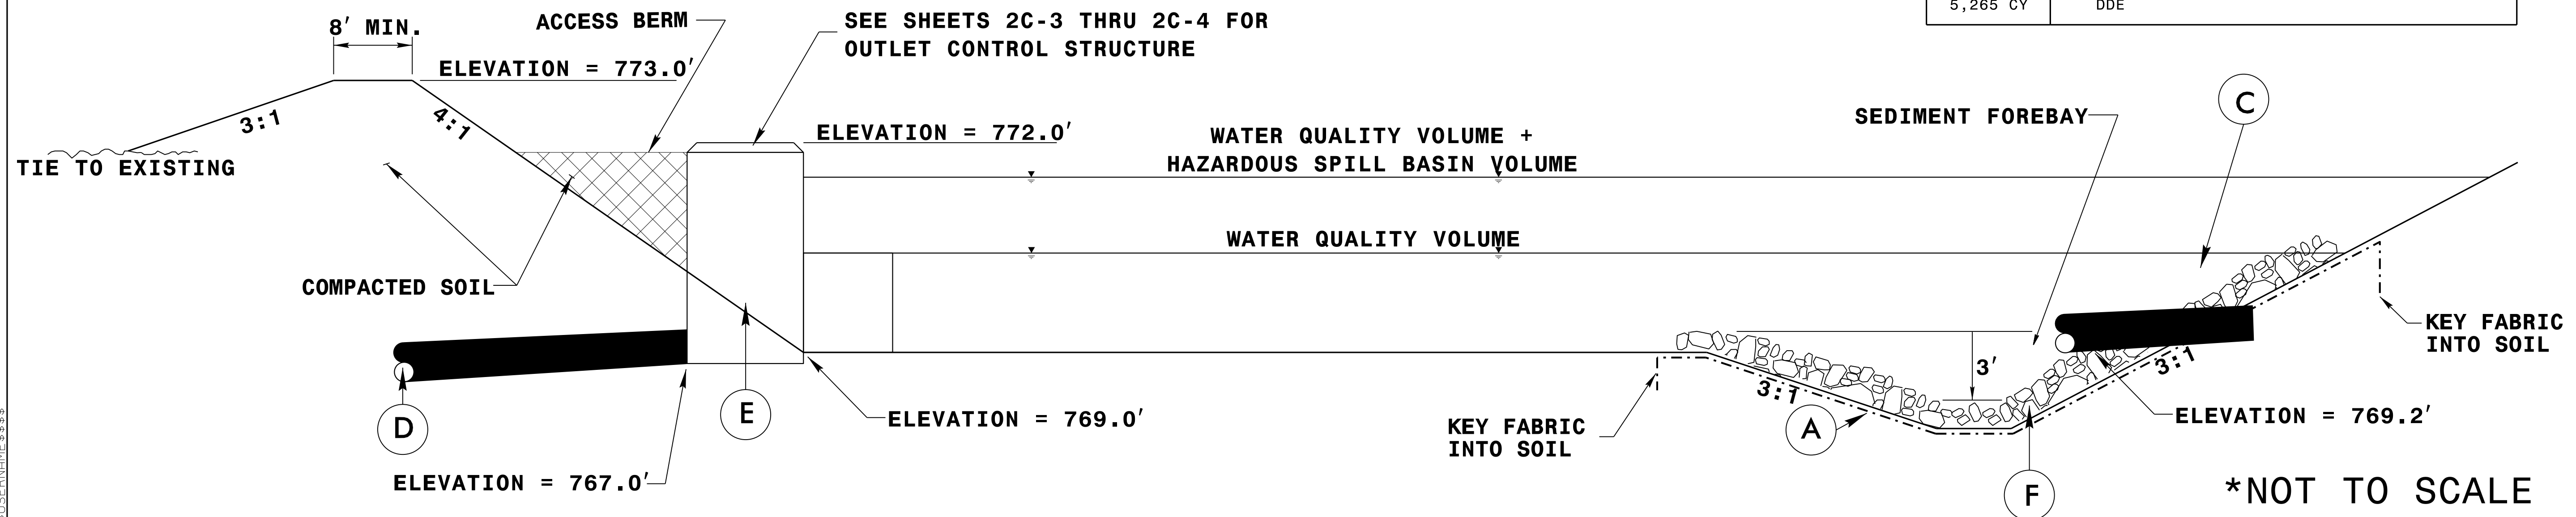 5,265 CY DDE
8' MIN.
ACCESS BERM
SEE SHEETS 2C-3 THRU 2C-4 FOR
OUTLET CONTROL STRUCTURE
ELEVATION = 773.0'
3:1
4:1
TIE TO EXISTING
ELEVATION = 772.0'
WATER QUALITY VOLUME +
HAZARDOUS SPILL BASIN VOLUME
SEDIMENT FOREBAY
C
WATER QUALITY VOLUME
COMPACTED SOIL
KEY FABRIC
INTO SOIL
3'
3:1
3:1
D
E
ELEVATION = 769.0'
KEY FABRIC
INTO SOIL
A
ELEVATION = 769.2'
ELEVATION = 767.0'
F
*NOT TO SCALE